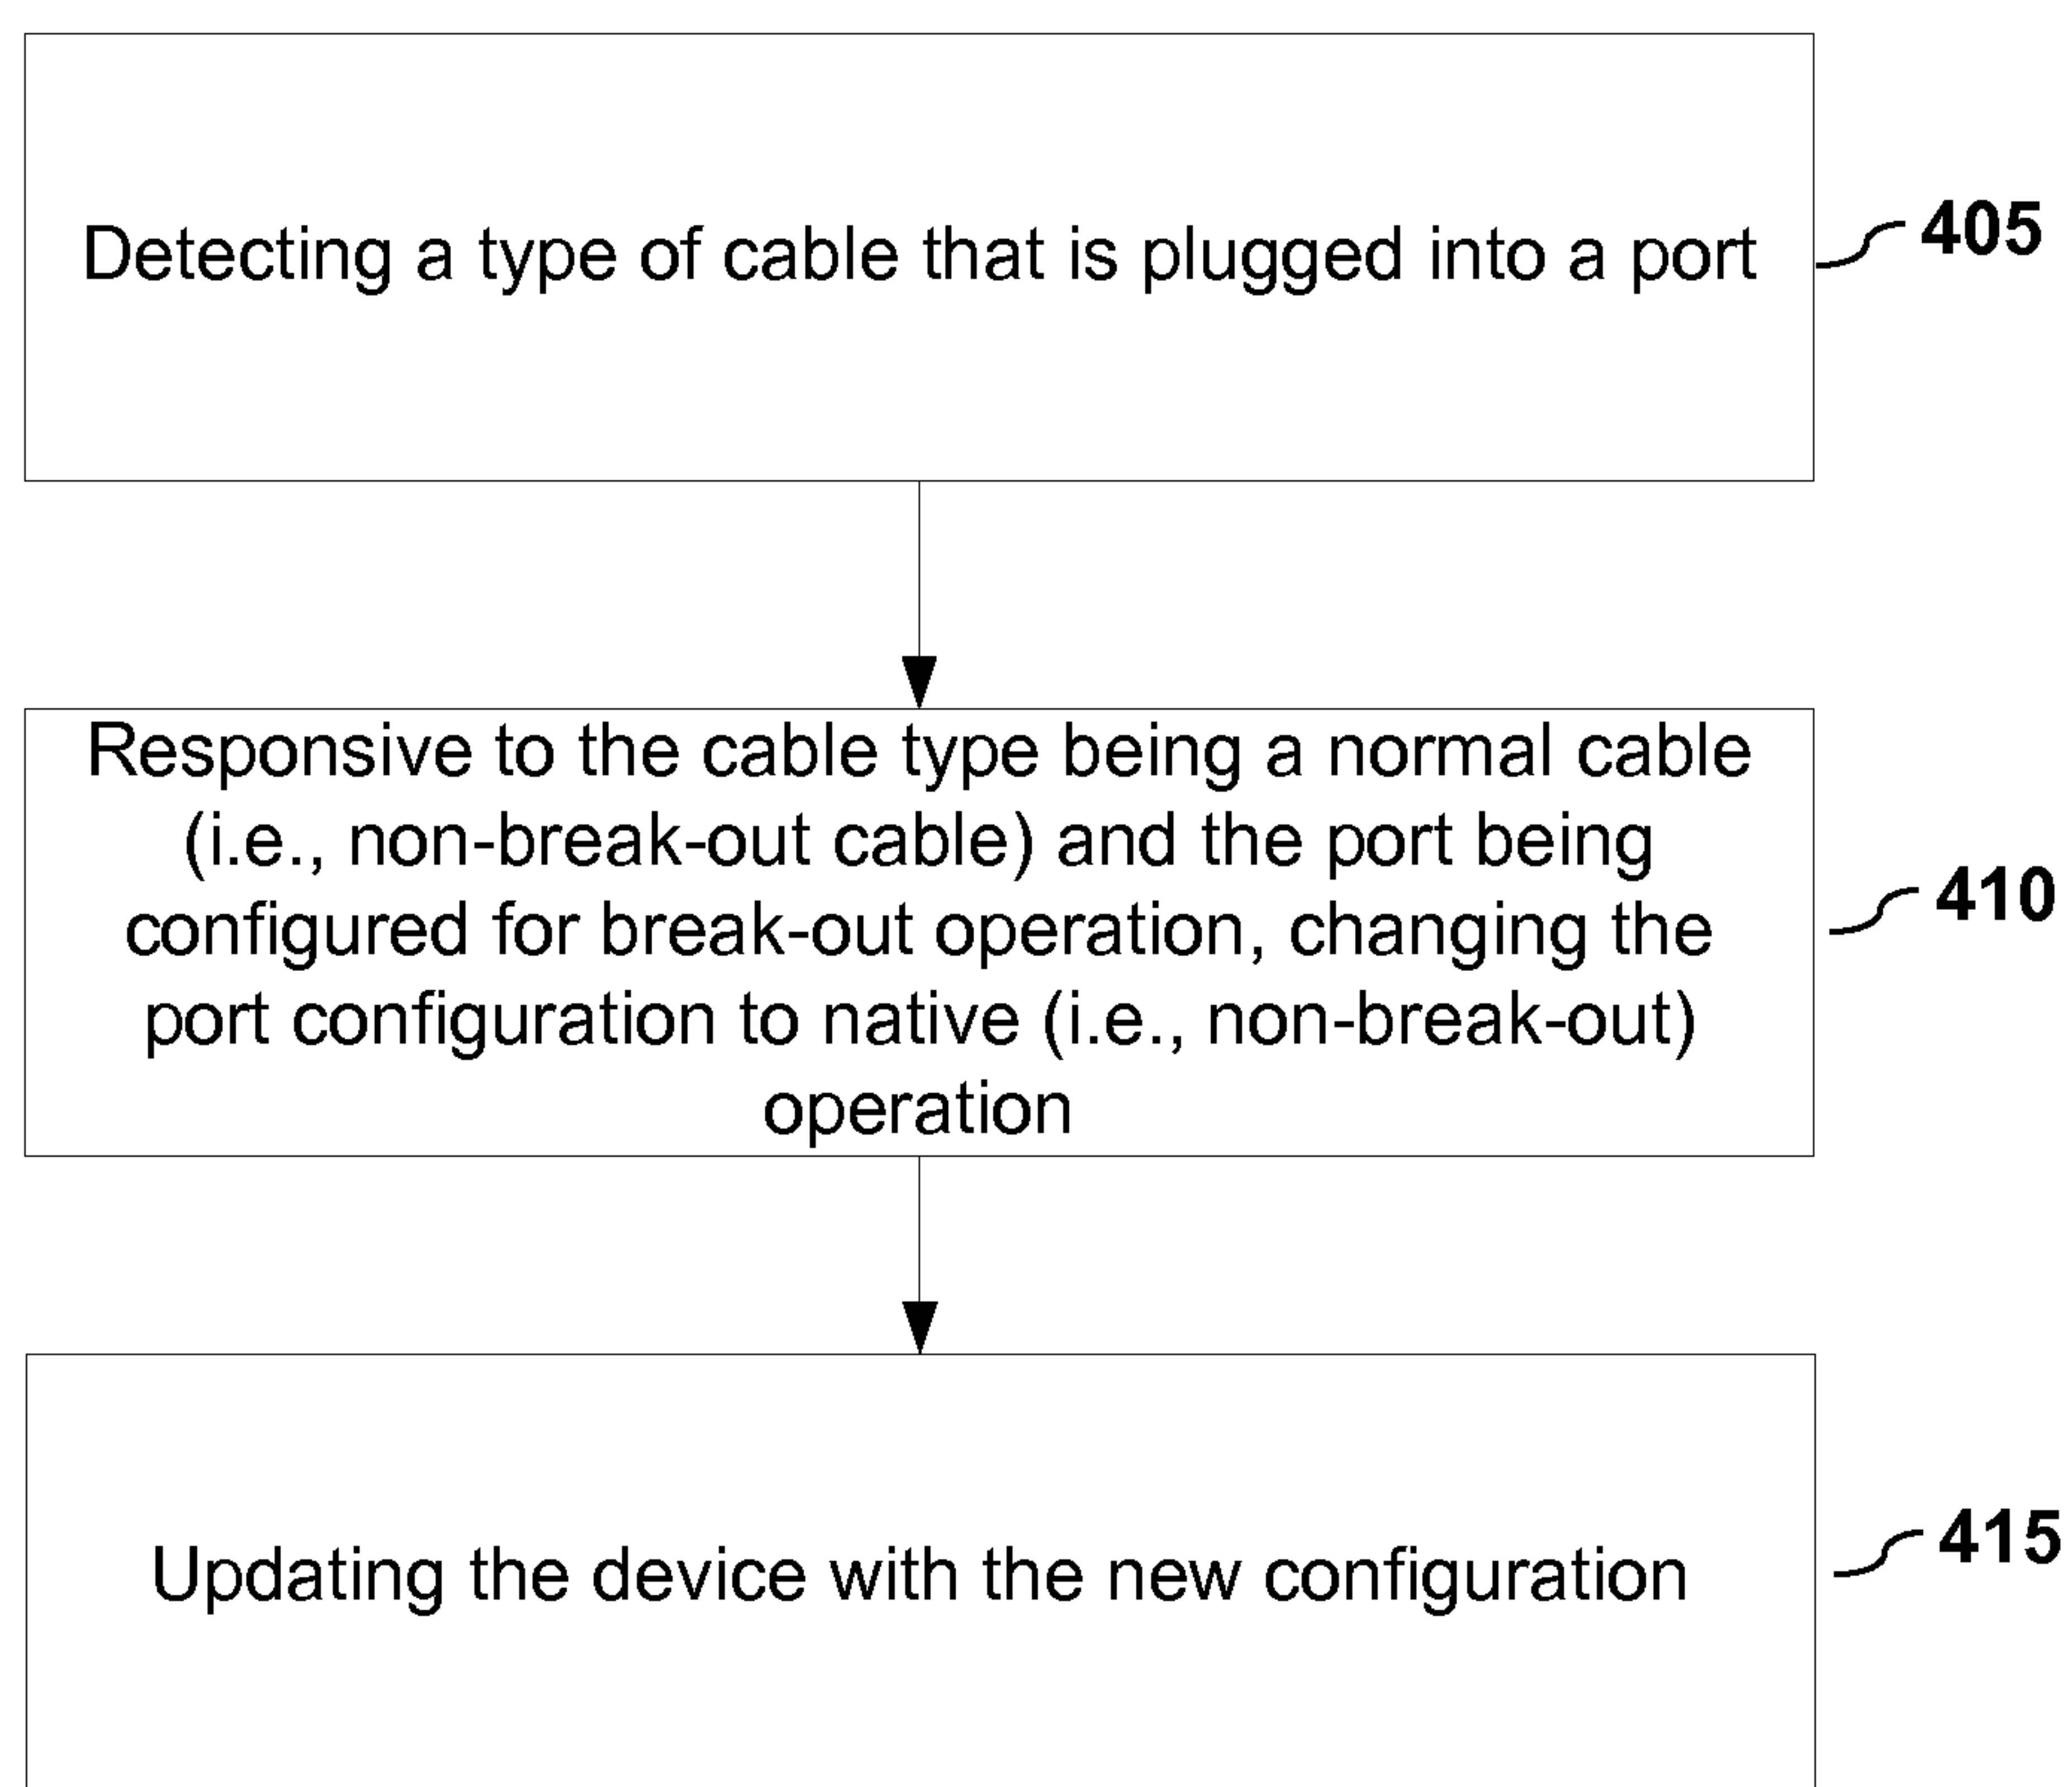 Detecting a type of cable that is plugged into a port
405
Responsive to the cable type being a normal cable
(i.e., non-break-out cable) and the port being
configured for break-out operation, changing the
port configuration to native (i.e., non-break-out)
operation
410
Updating the device with the new configuration
415